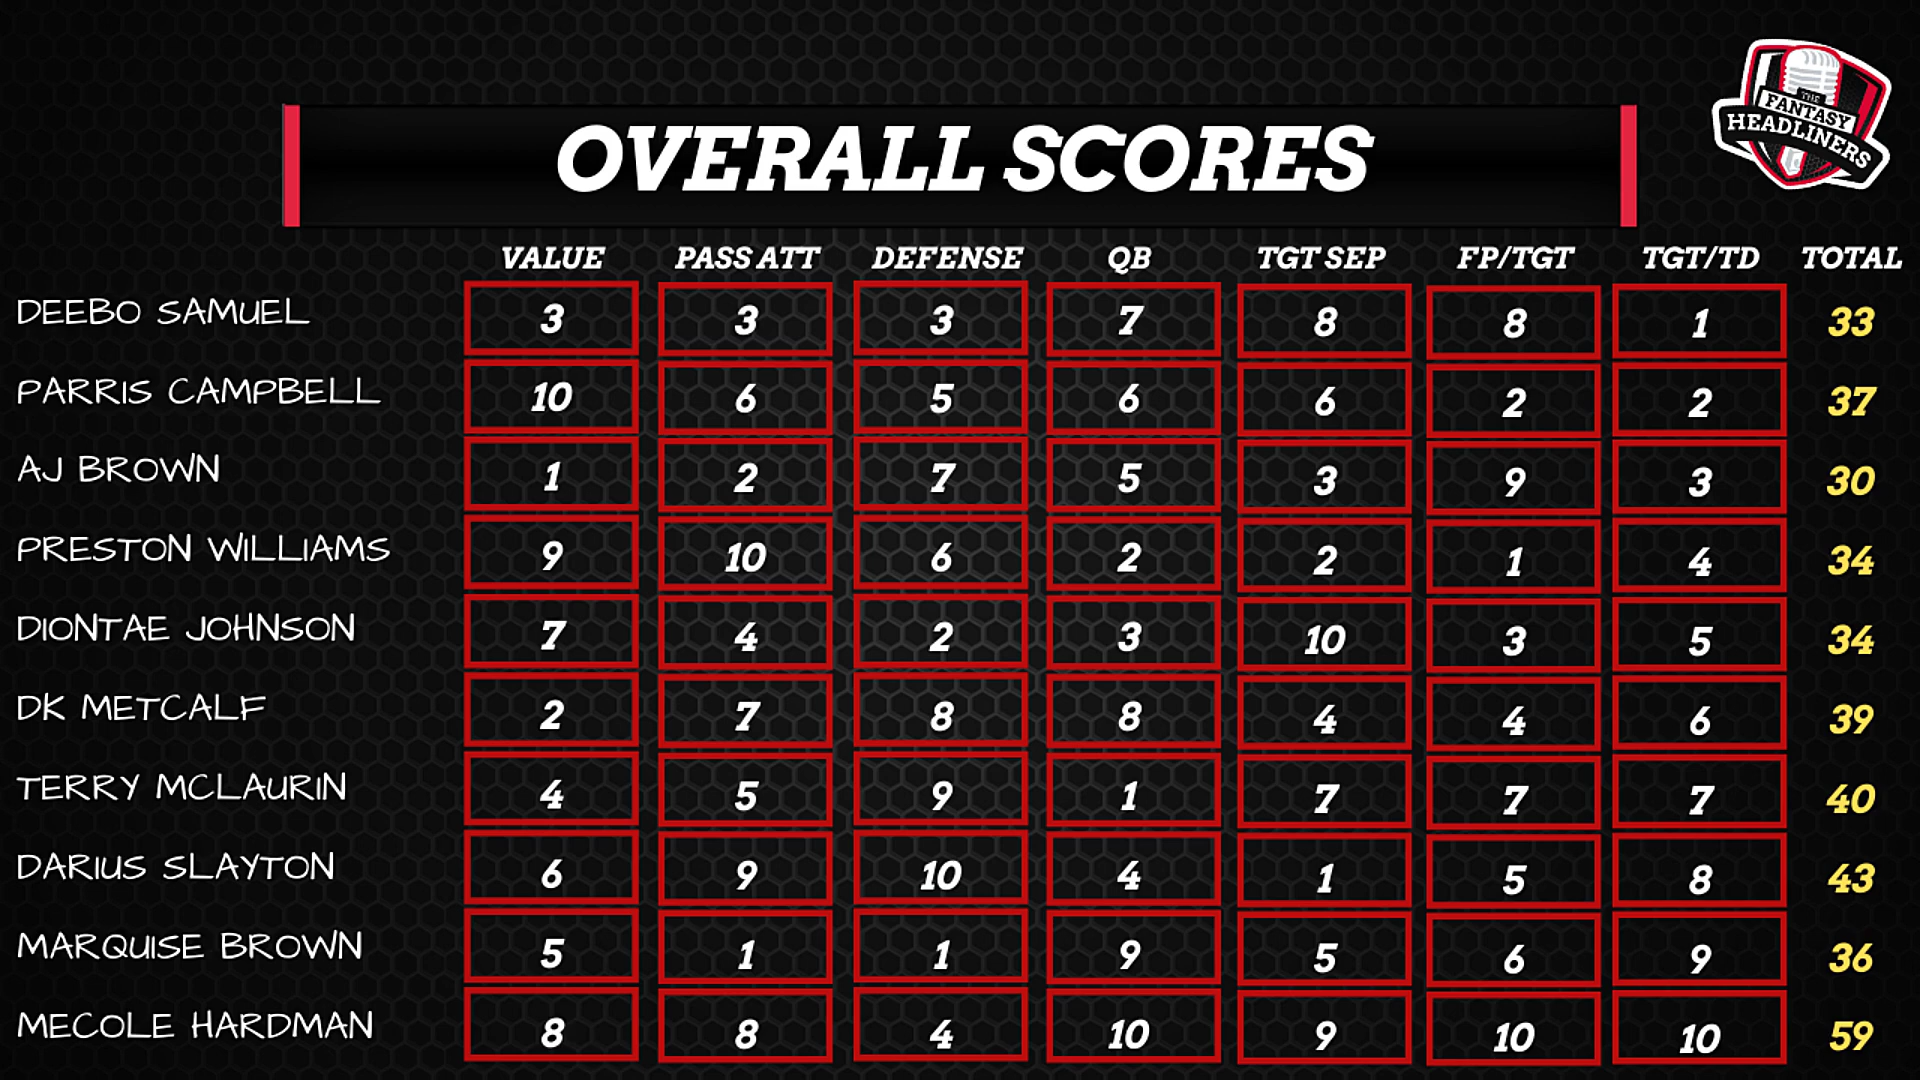 THE
FANTASY
HEADLINERS
OVERALL SCORES
VALUE PASS ATT DEFENSE QB TGT SEP FP/TGT TGT/TD TOTAL
DEEBO SAMUEL 3 3 3 7 8 8 1 33
PARRIS CAMPBELL 10 6 5 6 6 2 2 37
AJ BROWN 1 2 7 5 3 9 3 30
PRESTON WILLIAMS 9 10 6 2 2 1 4 34
DIONTAE JOHNSON 7 4 2 3 10 3 5 34
DK METCALF 2 7 8 8 4 4 6 39
TERRY MCLAURIN 4 5 9 1 7 7 7 40
DARIUS SLAYTON 6 9 10 4 1 5 8 43
MARQUISE BROWN 5 1 1 9 5 6 9 36
MECOLE HARDMAN 8 8 4 10 9 10 10 59